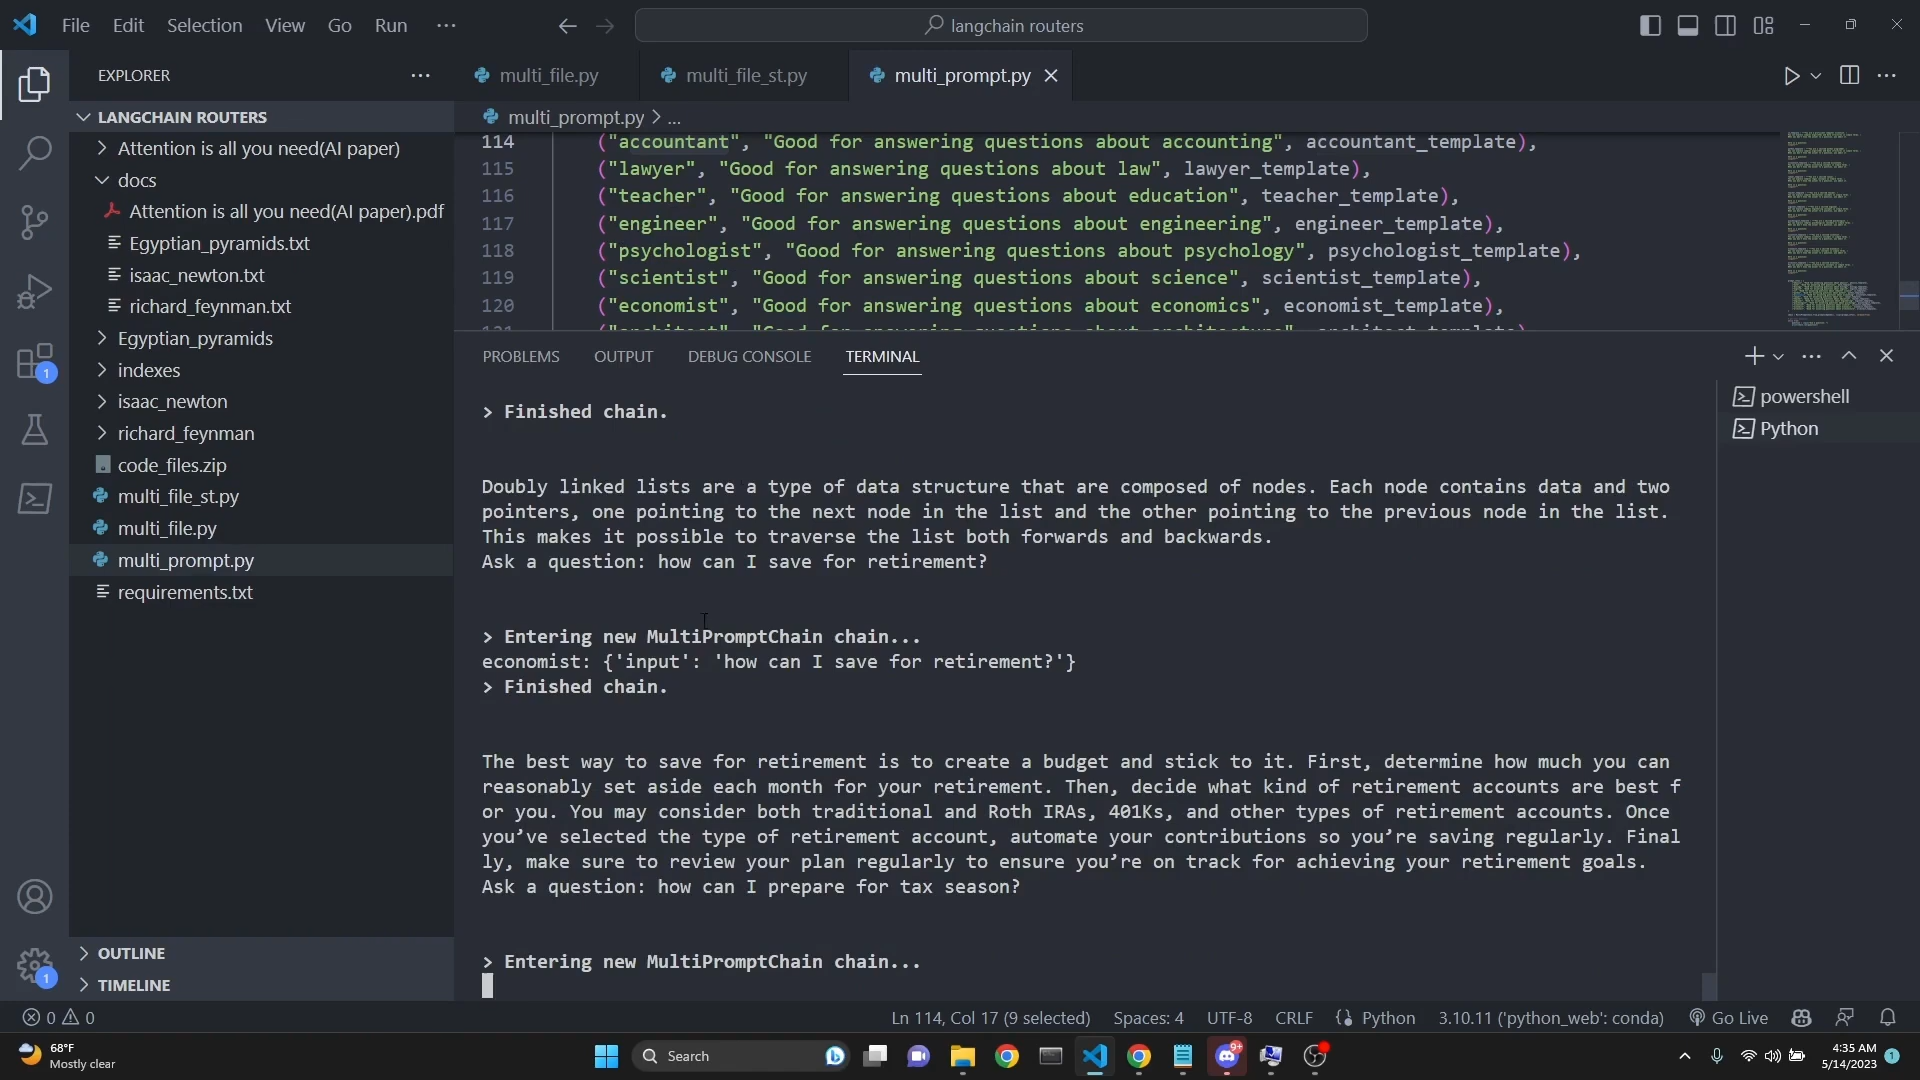 File Edit Selection View Go Run ...
langchain routers
EXPLORER
multi_file.py
multi_file_st.py
multi_prompt.py
LANGCHAIN ROUTERS
Attention is all you need(AI paper)
docs
Attention is all you need(AI paper).pdf
Egyptian_pyramids.txt
isaac_newton.txt
richard_feynman.txt
Egyptian_pyramids
indexes
isaac_newton
richard_feynman
code_files.zip
multi_file_st.py
multi_file.py
multi_prompt.py
requirements.txt
1
1
OUTLINE
TIMELINE
multi_prompt.py > ...
114 ("accountant", "Good for answering questions about accounting", accountant_template),
115 ("lawyer", "Good for answering questions about law", lawyer_template),
116 ("teacher", "Good for answering questions about education", teacher_template),
117 ("engineer", "Good for answering questions about engineering", engineer_template),
118 ("psychologist", "Good for answering questions about psychology", psychologist_template),
119 ("scientist", "Good for answering questions about science", scientist_template),
120 ("economist", "Good for answering questions about economics", economist_template),
121 ("architect", "Good for answering questions about architecture", architect_template),
PROBLEMS OUTPUT DEBUG CONSOLE TERMINAL
powershell
Python
> Finished chain.
Doubly linked lists are a type of data structure that are composed of nodes. Each node contains data and two
pointers, one pointing to the next node in the list and the other pointing to the previous node in the list.
This makes it possible to traverse the list both forwards and backwards.
Ask a question: how can I save for retirement?
> Entering new MultiPromptChain chain...
economist: {'input': 'how can I save for retirement?'}
> Finished chain.
The best way to save for retirement is to create a budget and stick to it. First, determine how much you can
reasonably set aside each month for your retirement. Then, decide what kind of retirement accounts are best f
or you. You may consider both traditional and Roth IRAs, 401Ks, and other types of retirement accounts. Once
you’ve selected the type of retirement account, automate your contributions so you’re saving regularly. Final
ly, make sure to review your plan regularly to ensure you’re on track for achieving your retirement goals.
Ask a question: how can I prepare for tax season?
> Entering new MultiPromptChain chain...
0 0
Ln 114, Col 17 (9 selected) Spaces: 4 UTF-8 CRLF Python 3.10.11 ('python_web': conda) Go Live
68°F
Mostly clear
Search
9+
4:35 AM
5/14/2023
1